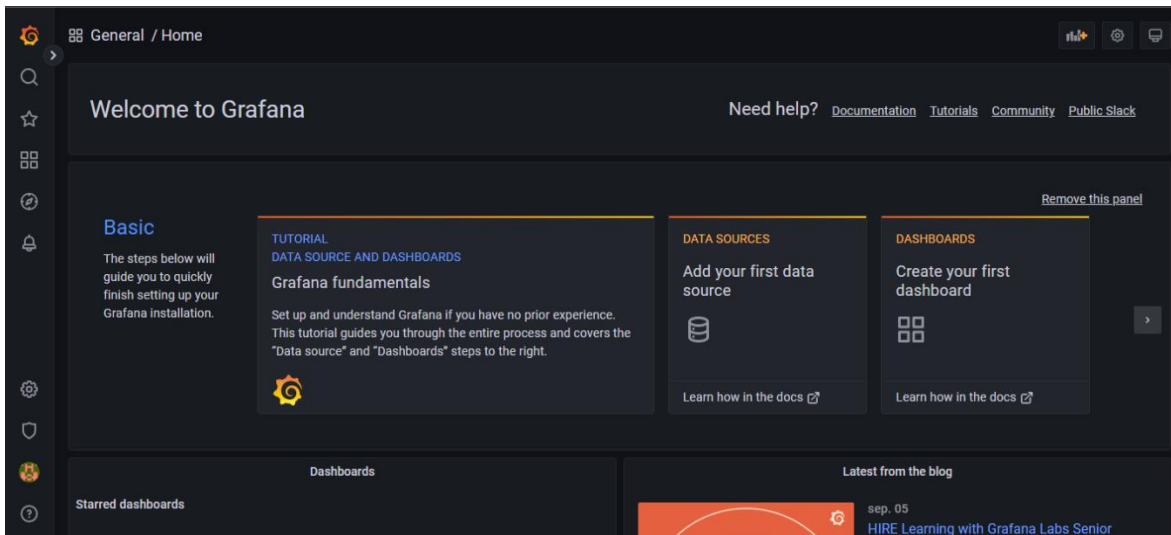 General / Home
Welcome to Grafana
Need help? Documentation Tutorials Community Public Slack
Remove this panel
Basic
The steps below will
guide you to quickly
finish setting up your
Grafana installation.
TUTORIAL
DATA SOURCE AND DASHBOARDS
Grafana fundamentals
Set up and understand Grafana if you have no prior experience.
This tutorial guides you through the entire process and covers the
"Data source" and "Dashboards" steps to the right.
DATA SOURCES
Add your first data
source
Learn how in the docs
DASHBOARDS
Create your first
dashboard
Learn how in the docs
Dashboards
Starred dashboards
Latest from the blog
sep. 05
HIRE Learning with Grafana Labs Senior